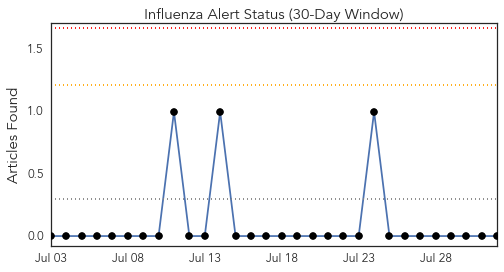 Influenza Alert Status (30-Day Window)
Articles Found
1.5
1.0
0.5
0.0
Jul 03 Jul 08 Jul 13 Jul 18 Jul 23 Jul 28